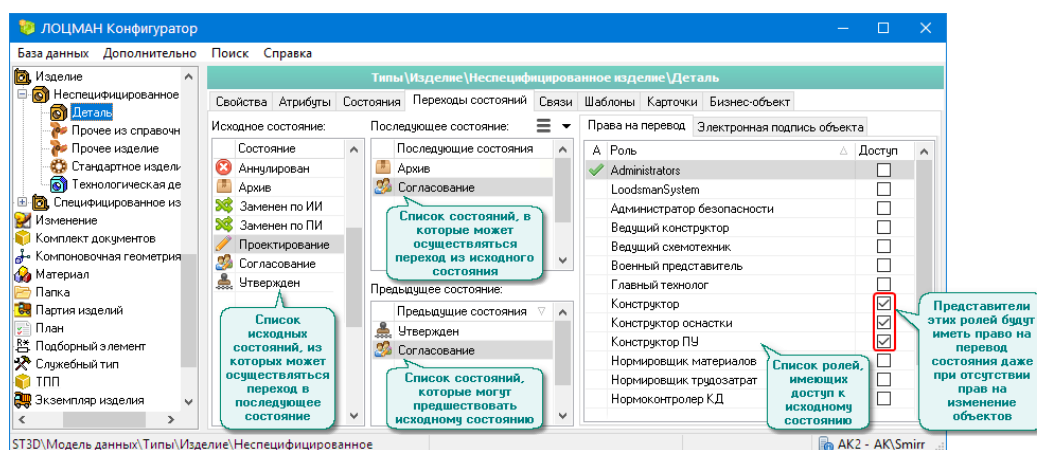 ЛОЦМАН Конфигуратор
База данных Дополнительно Поиск Справка
Изделие
Неспецифицированное
Деталь
Прочее из справочн
Прочее изделие
Стандартное издели
Технологическая де
Специфицированное из
Изменение
Комплект документов
Компоновочная геометрия
Материал
Папка
Партия изделий
План
Подборный элемент
Служебный тип
ТПП
Экземпляр изделия
Типы\Изделие\Неспецифицированное изделие\Деталь
Свойства Атрибуты Состояния Переходы состояний Связи Шаблоны Карточки Бизнес-объект
Исходное состояние:
Состояние
Аннулирован
Архив
Заменен по ИИ
Заменен по ПИ
Проектирование
Согласование
Утвержден
Список
исходных
состояний, из
которых может
осуществляться
переход в
последующее
состояние
Последующее состояние:
Последующие состояния
Архив
Согласование
Список состояний, в
которые может
осуществляться
переход из исходного
состояния
Предыдущее состояние:
Предыдущие состояния
Утвержден
Согласование
Список состояний,
которые могут
предшествовать
исходному состоянию
Права на перевод Электронная подпись объекта
А Роль Доступ
Administrators
LoodsmanSystem
Администратор безопасности
Ведущий конструктор
Ведущий схемотехник
Военный представитель
Главный технолог
Конструктор
Конструктор оснастки
Конструктор ПУ
Нормировщик материалов
Нормировщик трудозатрат
Нормоконтролер КД
Список ролей,
имеющих
доступ к
исходному
состоянию
Представители
этих ролей будут
иметь право на
перевод
состояния даже
при отсутствии
прав на
изменение
объектов
ST3D\Модель данных\Типы\Изделие\Неспецифицированное
AK2 - AK\Smirr